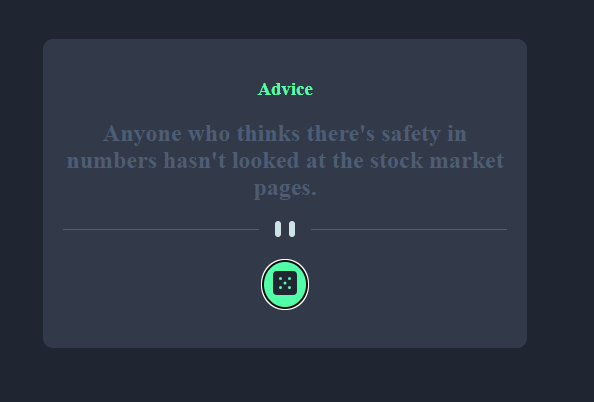 Advice
Anyone who thinks there's safety in
numbers hasn't looked at the stock market
pages.